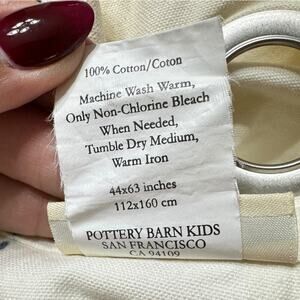 100% Cotton/Coton
Machine Wash Warm,
Only Non-Chlorine Bleach
When Needed,
Tumble Dry Medium,
Warm Iron
44x63 inches
112x160 cm
POTTERY BARN KIDS
SAN FRANCISCO
CA 94109